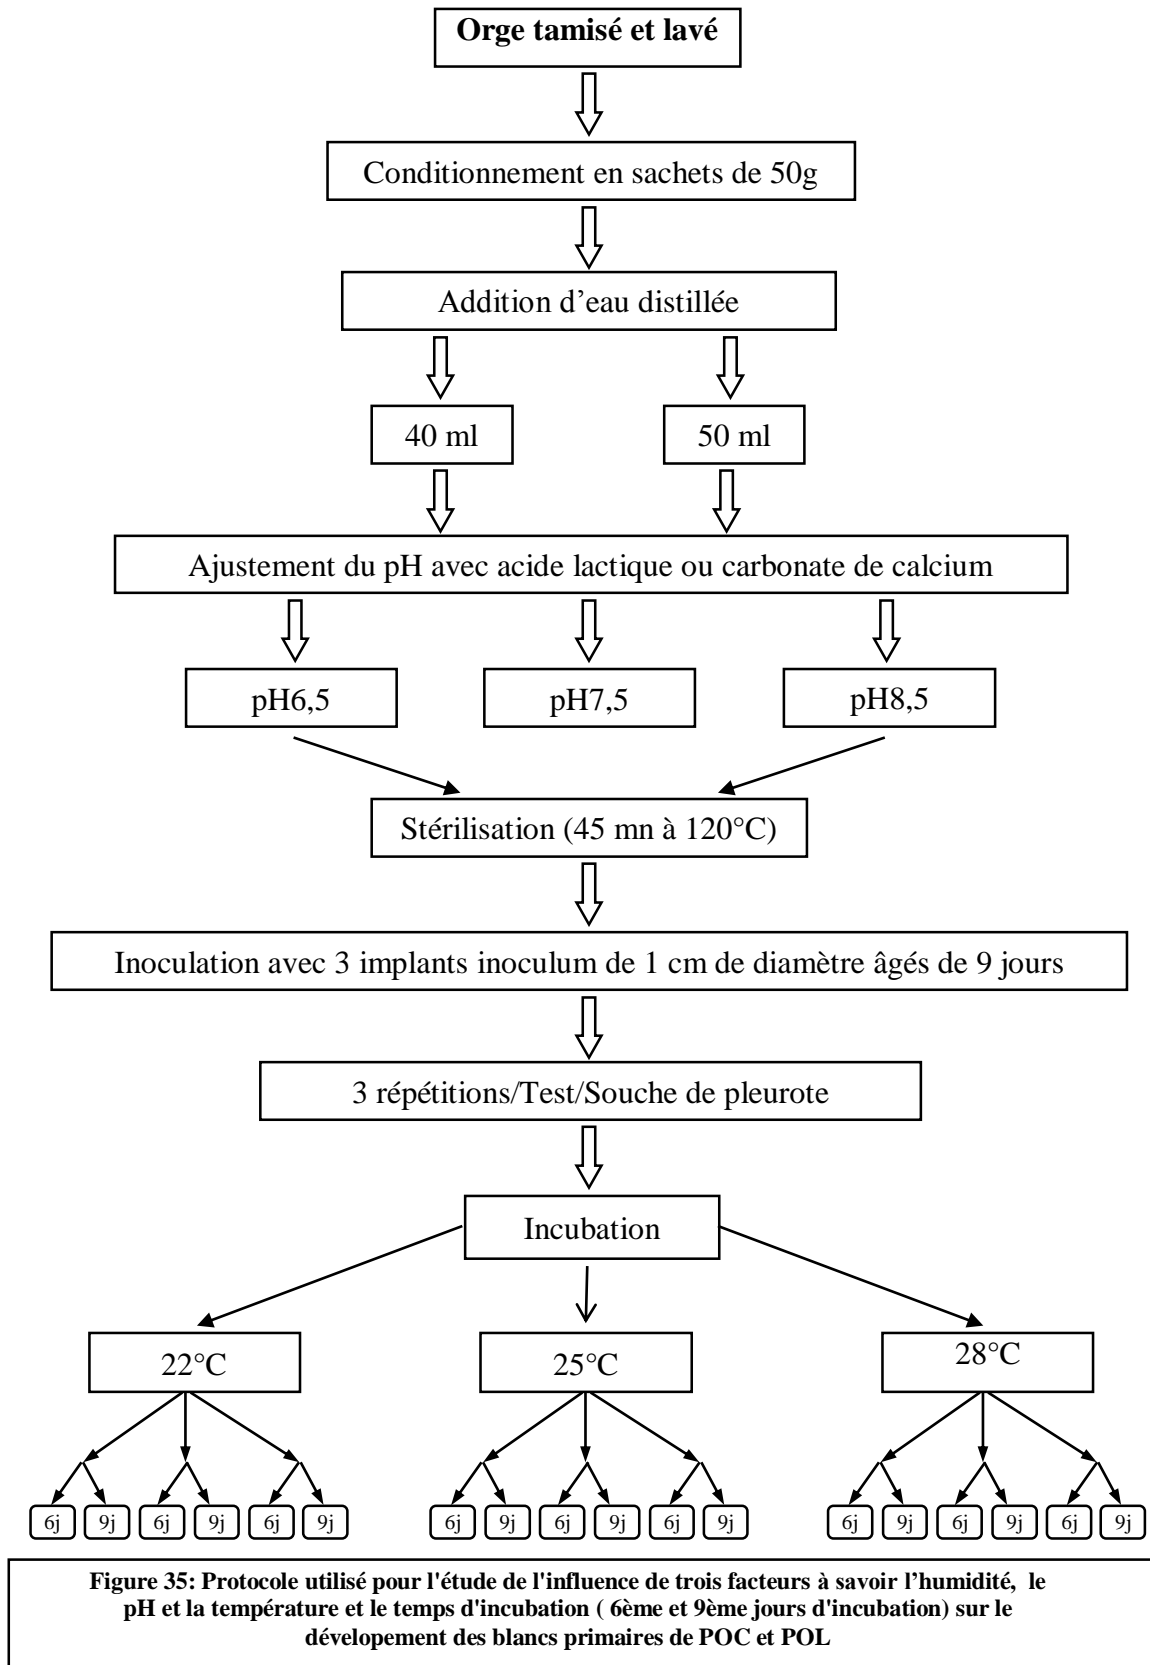 Orge tamisé et lavé
Conditionnement en sachets de 50g
Addition d’eau distillée
40 ml
50 ml
Ajustement du pH avec acide lactique ou carbonate de calcium
pH6,5
pH7,5
pH8,5
Stérilisation (45 mn à 120°C)
Inoculation avec 3 implants inoculum de 1 cm de diamètre âgés de 9 jours
3 répétitions/Test/Souche de pleurote
Incubation
22°C
25°C
28°C
6j
9j
6j
9j
6j
9j
6j
9j
6j
9j
6j
9j
6j
9j
6j
9j
6j
9j
Figure 35: Protocole utilisé pour l'étude de l'influence de trois facteurs à savoir l’humidité, le
pH et la température et le temps d'incubation ( 6ème et 9ème jours d'incubation) sur le
dévelopement des blancs primaires de POC et POL